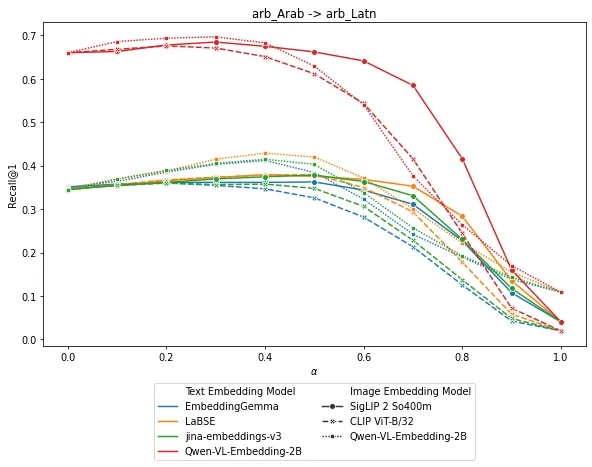 arb_Arab -> arb_Latn
0.7
0.6
0.5
0.4
0.3
0.2
0.1
0.0
Recall@1
0.0 0.2 0.4 0.6 0.8 1.0
α
Text Embedding Model Image Embedding Model
EmbeddingGemma SigLIP 2 So400m
LaBSE CLIP ViT-B/32
jina-embeddings-v3 Qwen-VL-Embedding-2B
Qwen-VL-Embedding-2B